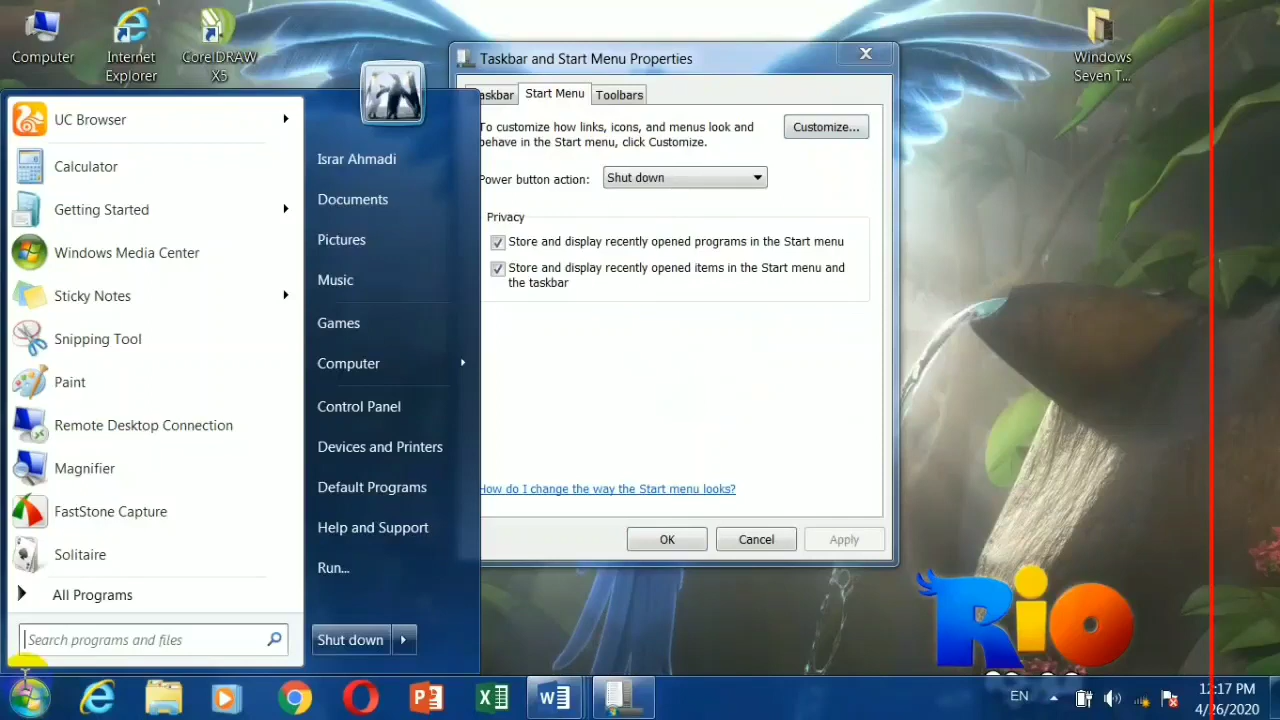 Computer
Internet
Explorer
CorelDRAW
X5
Windows
Seven T...
Taskbar and Start Menu Properties
Start Menu
Toolbars
To customize how links, icons, and menus look and
behave in the Start menu, click Customize.
Customize...
Power button action:
Shut down
Privacy
Store and display recently opened programs in the Start menu
Store and display recently opened items in the Start menu and
the taskbar
How do I change the way the Start menu looks?
OK
Cancel
Apply
UC Browser
Calculator
Getting Started
Windows Media Center
Sticky Notes
Snipping Tool
Paint
Remote Desktop Connection
Magnifier
FastStone Capture
Solitaire
All Programs
Search programs and files
Israr Ahmadi
Documents
Pictures
Music
Games
Computer
Control Panel
Devices and Printers
Default Programs
Help and Support
Run...
Shut down
Rio
EN
12:17 PM
4/26/2020